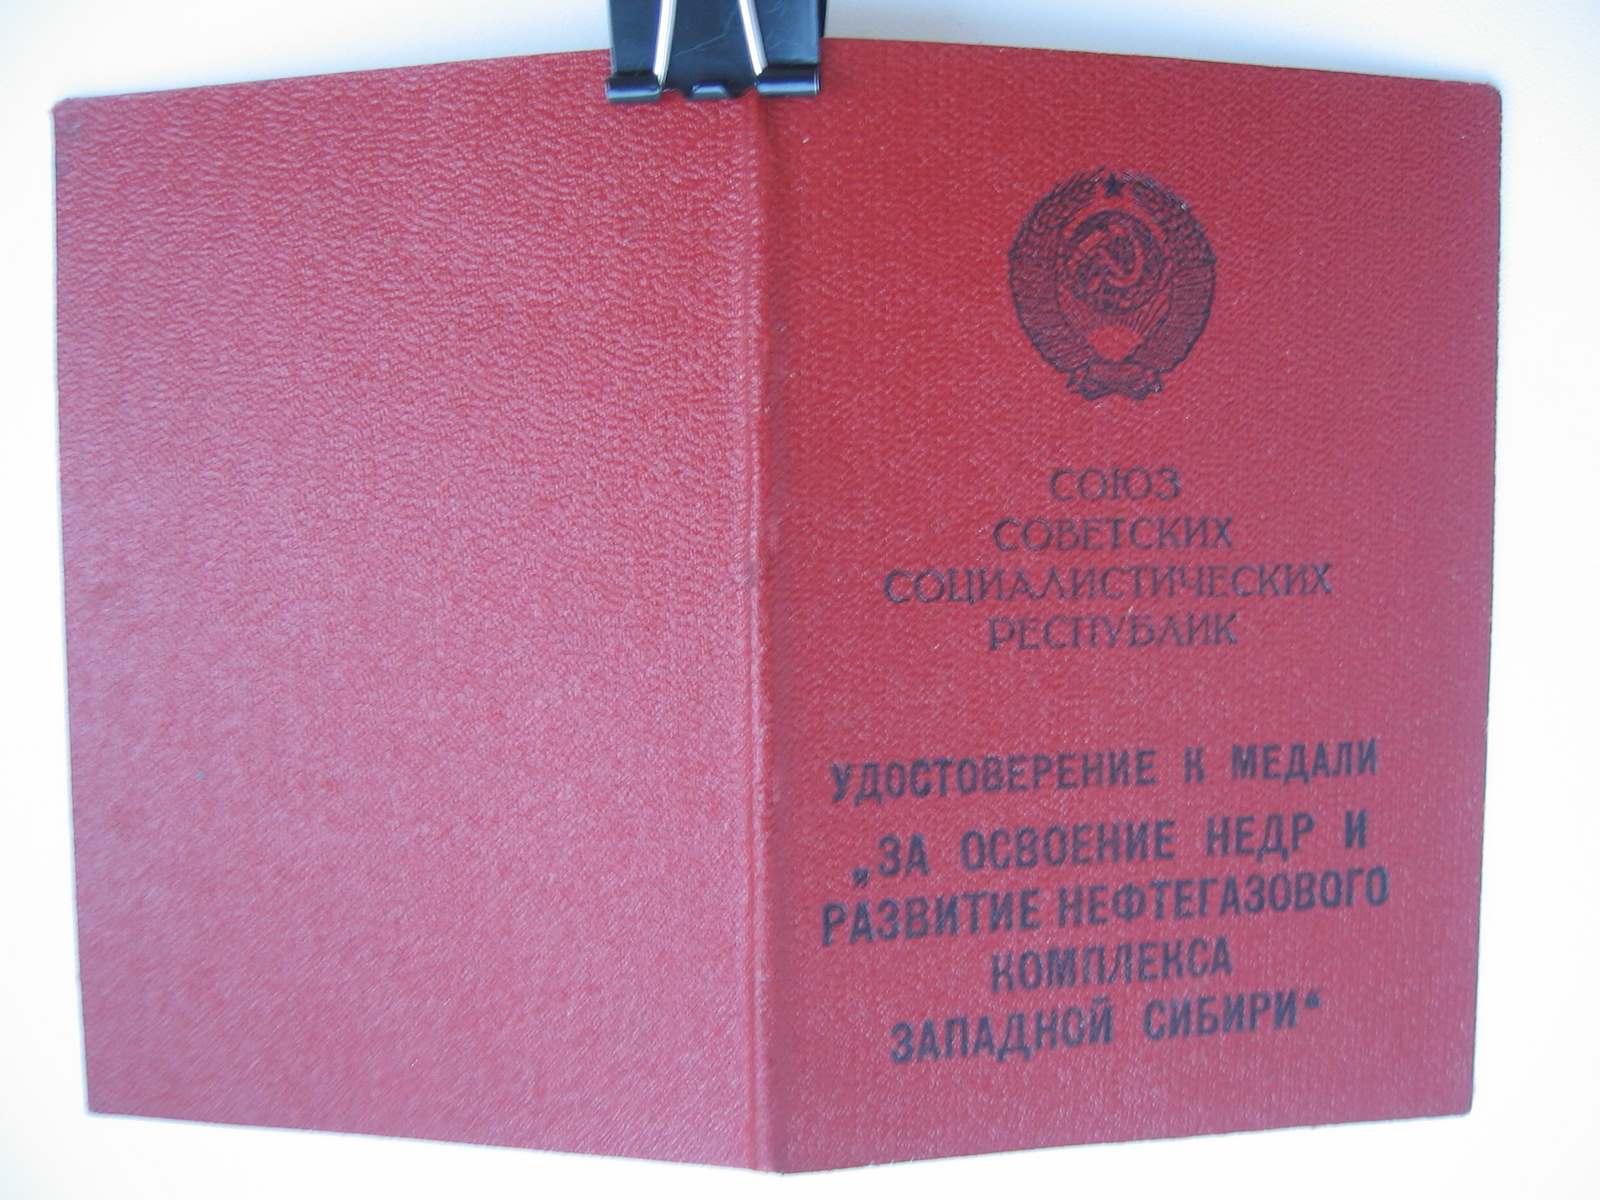 СОЮЗ
СОВЕТСКИХ
СОЦИАЛИСТИЧЕСКИХ
РЕСПУБЛИК
УДОСТОВЕРЕНИЕ К МЕДАЛИ
„ЗА ОСВОЕНИЕ НЕДР И
РАЗВИТИЕ НЕФТЕГАЗОВОГО
КОМПЛЕКСА
ЗАПАДНОЙ СИБИРИ“